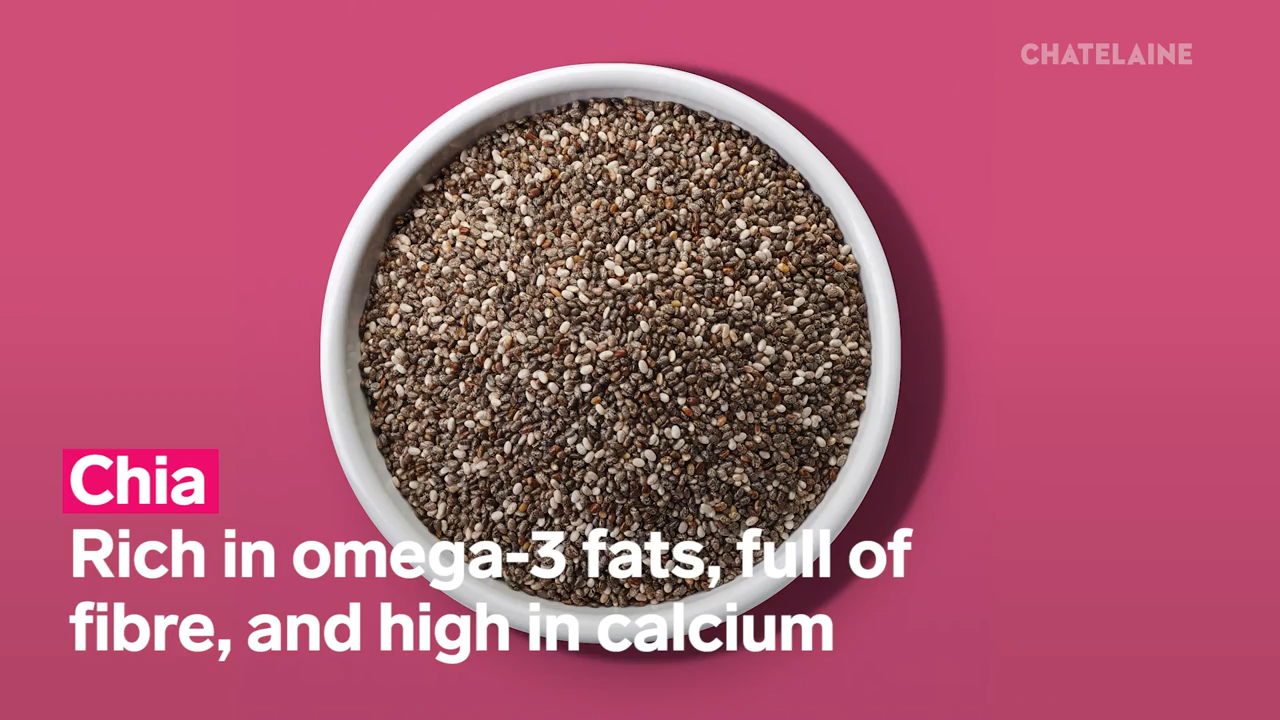 CHATELAINE
Chia
Rich in omega-3 fats, full of
fibre, and high in calcium